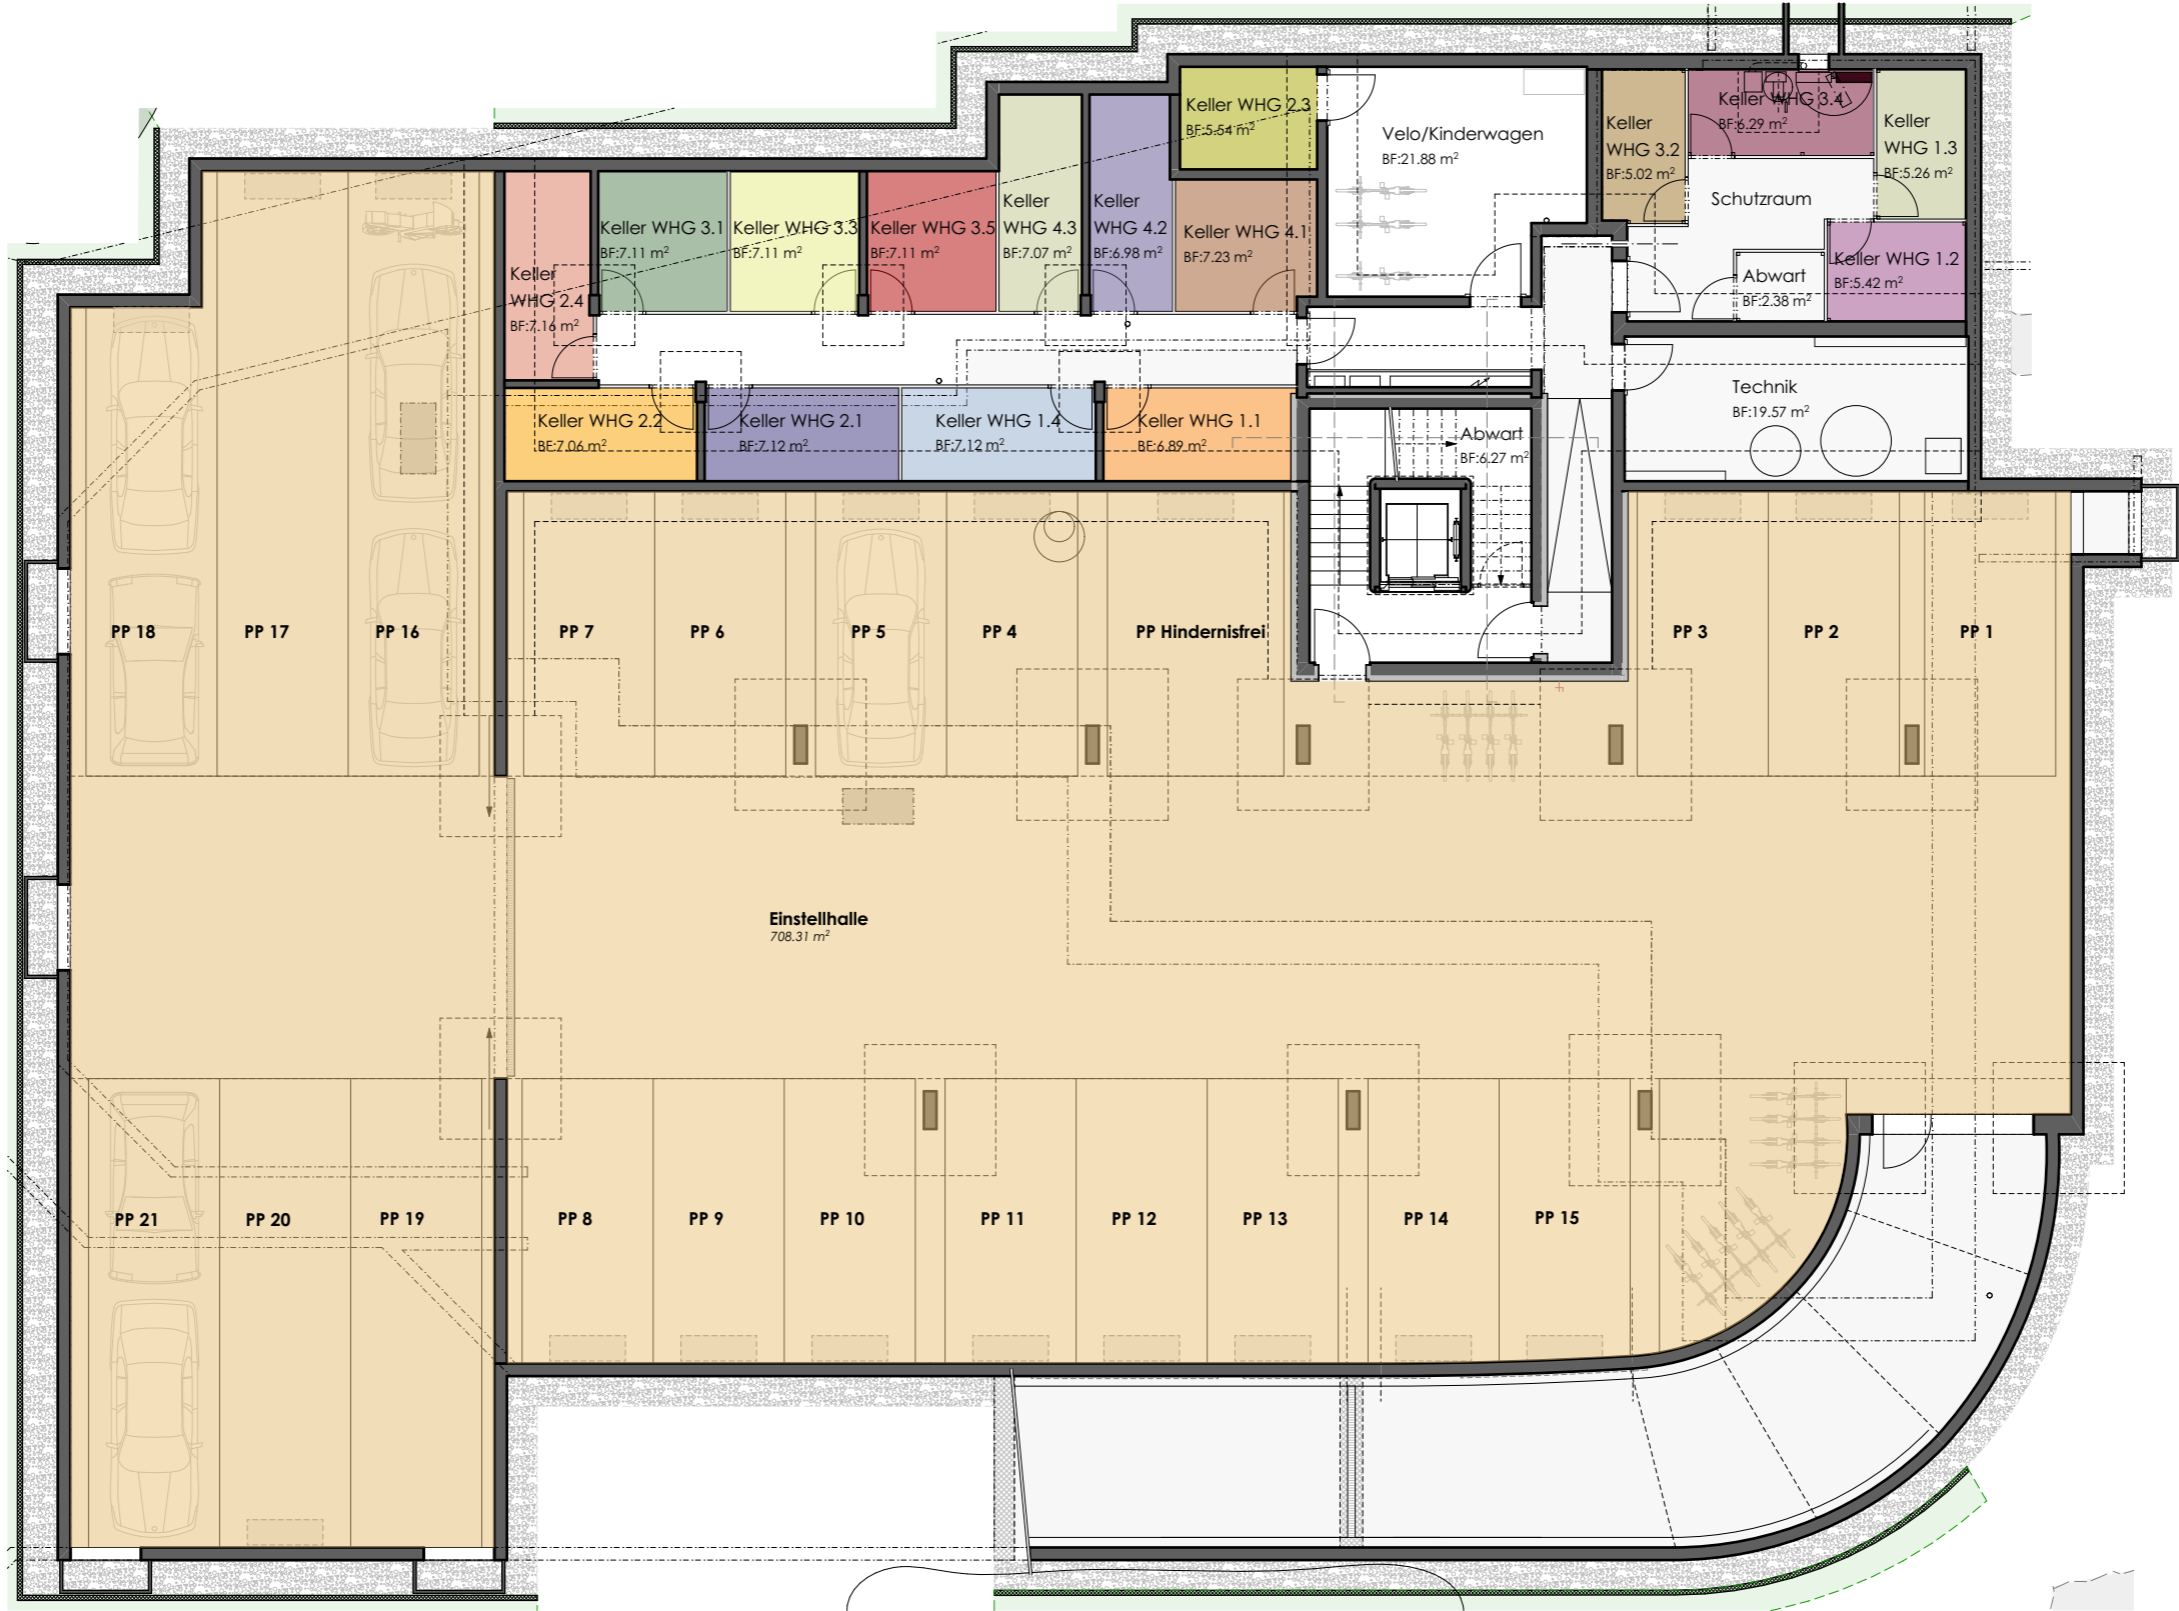 Keller WHG 2.3
BF:5.54 m²
Velo/Kinderwagen
BF:21.88 m²
Keller
WHG 3.2
BF:5.02 m²
Keller WHG 3.4
BF:6.29 m²
Keller
WHG 1.3
BF:5.26 m²
Schutzraum
Keller WHG 1.2
BF:5.42 m²
Abwart
BF:2.38 m²
Keller
WHG 2.4
BF:7.16 m²
Keller WHG 3.1
BF:7.11 m²
Keller WHG 3.3
BF:7.11 m²
Keller WHG 3.5
BF:7.11 m²
Keller
WHG 4.3
BF:7.07 m²
Keller
WHG 4.2
BF:6.98 m²
Keller WHG 4.1
BF:7.23 m²
Keller WHG 2.2
BF:7.06 m²
Keller WHG 2.1
BF:7.12 m²
Keller WHG 1.4
BF:7.12 m²
Keller WHG 1.1
BF:6.89 m²
Abwart
BF:6.27 m²
Technik
BF:19.57 m²
PP 18
PP 17
PP 16
PP 7
PP 6
PP 5
PP 4
PP Hindernisfrei
PP 3
PP 2
PP 1
Einstellhalle
708.31 m²
PP 21
PP 20
PP 19
PP 8
PP 9
PP 10
PP 11
PP 12
PP 13
PP 14
PP 15